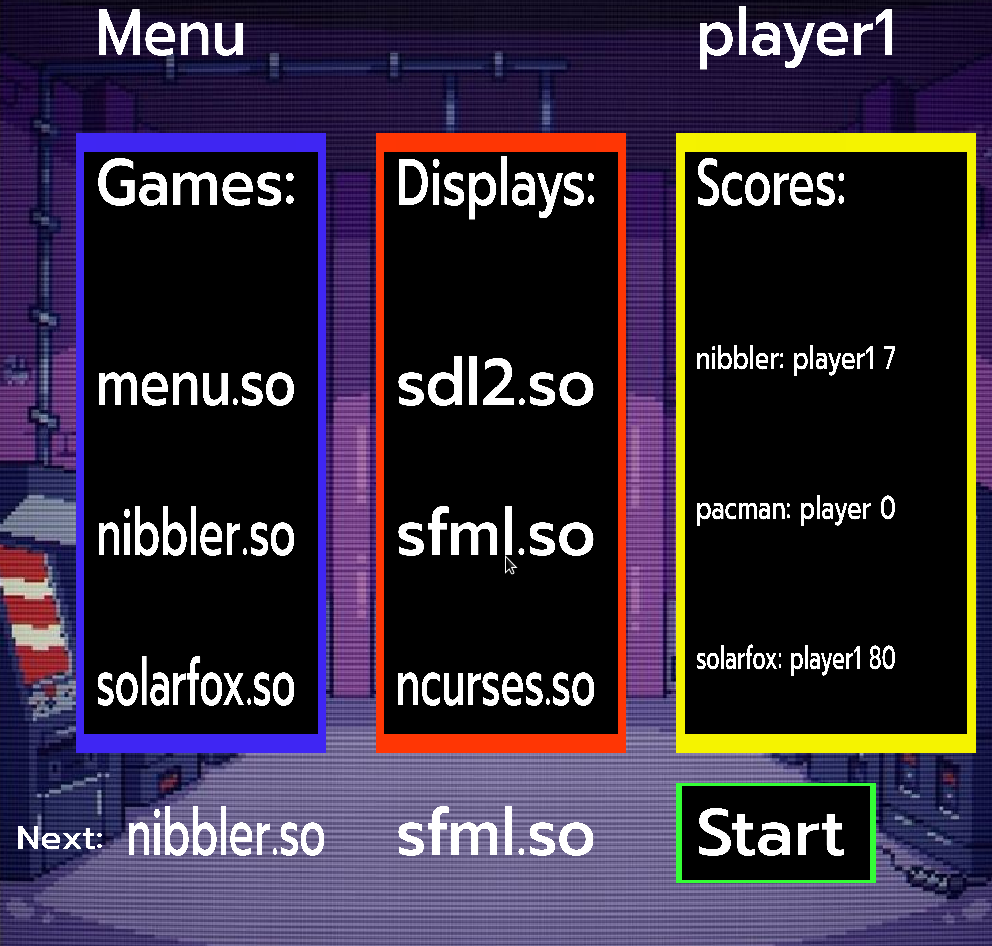 Menu
player1
Games:
menu.so
nibbler.so
solarfox.so
Displays:
sdl2.so
sfml.so
ncurses.so
Scores:
nibbler: player1 7
pacman: player 0
solarfox: player1 80
Next: nibbler.so sfml.so
Start